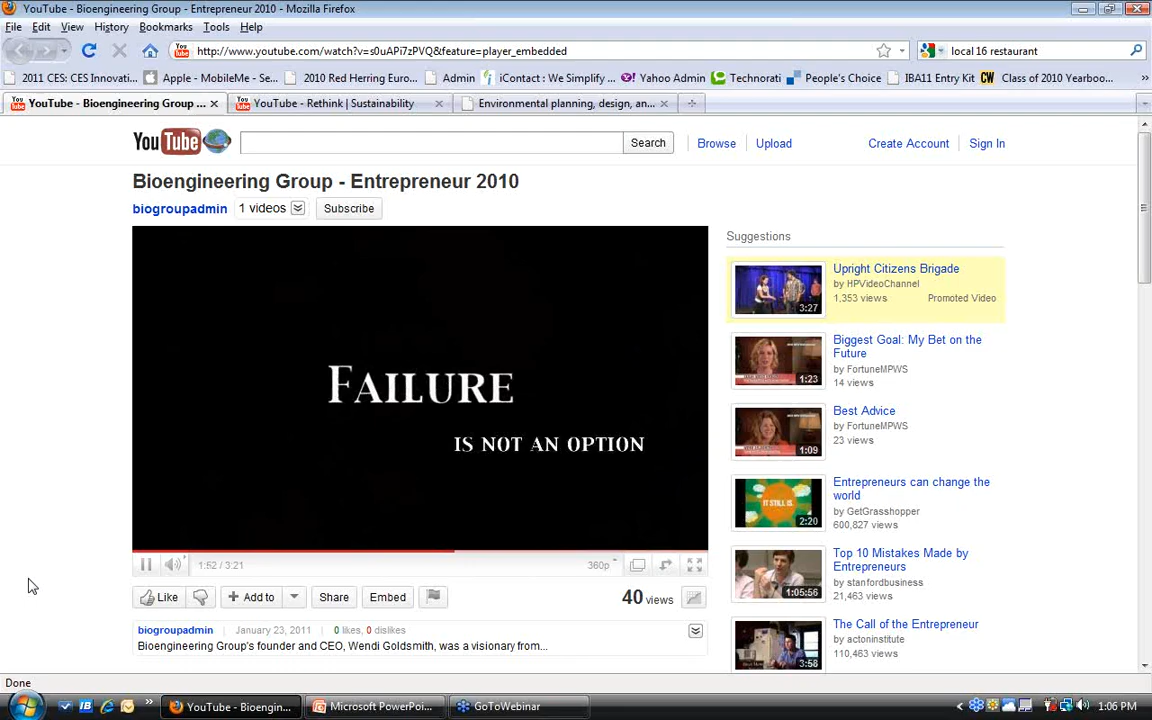 YouTube - Bioengineering Group - Entrepreneur 2010 - Mozilla Firefox
File Edit View History Bookmarks Tools Help
http://www.youtube.com/watch?v=s0uAPi7zPVQ&feature=player_embedded
local 16 restaurant
2011 CES: CES Innovati...
Apple - MobileMe - Se...
2010 Red Herring Euro...
Admin
iContact : We Simplify ...
Yahoo Admin
Technorati
People's Choice
IBA11 Entry Kit
CW Class of 2010 Yearboo...
YouTube - Bioengineering Group ...
YouTube - Rethink | Sustainability
Environmental planning, design, an...
YouTube
Search
Browse
Upload
Create Account
Sign In
Bioengineering Group - Entrepreneur 2010
biogroupadmin 1 videos Subscribe
FAILURE
IS NOT AN OPTION
1:52 / 3:21
360p
Like
Add to
Share
Embed
40 views
biogroupadmin January 23, 2011 0 likes, 0 dislikes
Bioengineering Group's founder and CEO, Wendi Goldsmith, was a visionary from...
Suggestions
Upright Citizens Brigade
by HPVideoChannel
1,353 views Promoted Video
3:27
Biggest Goal: My Bet on the
Future
by FortuneMPWS
14 views
1:23
Best Advice
by FortuneMPWS
23 views
1:09
Entrepreneurs can change the
world
by GetGrasshopper
600,827 views
IT STILL IS.
2:20
Top 10 Mistakes Made by
Entrepreneurs
by stanfordbusiness
21,463 views
1:05:56
The Call of the Entrepreneur
by actoninstitute
110,463 views
3:58
Done
YouTube - Bioengin...
Microsoft PowerPoi...
GoToWebinar
1:06 PM